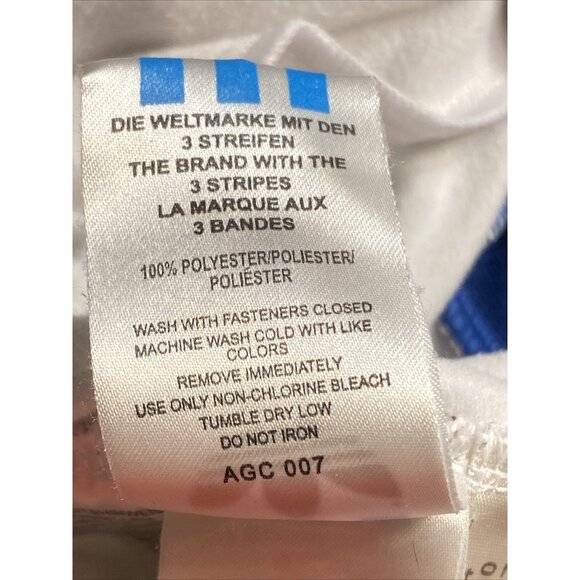 DIE WELTMARKE MIT DEN
3 STREIFEN
THE BRAND WITH THE
3 STRIPES
LA MARQUE AUX
3 BANDES
100% POLYESTER/POLIESTER/
POLIÉSTER
WASH WITH FASTENERS CLOSED
MACHINE WASH COLD WITH LIKE
COLORS
REMOVE IMMEDIATELY
USE ONLY NON-CHLORINE BLEACH
TUMBLE DRY LOW
DO NOT IRON
AGC 007